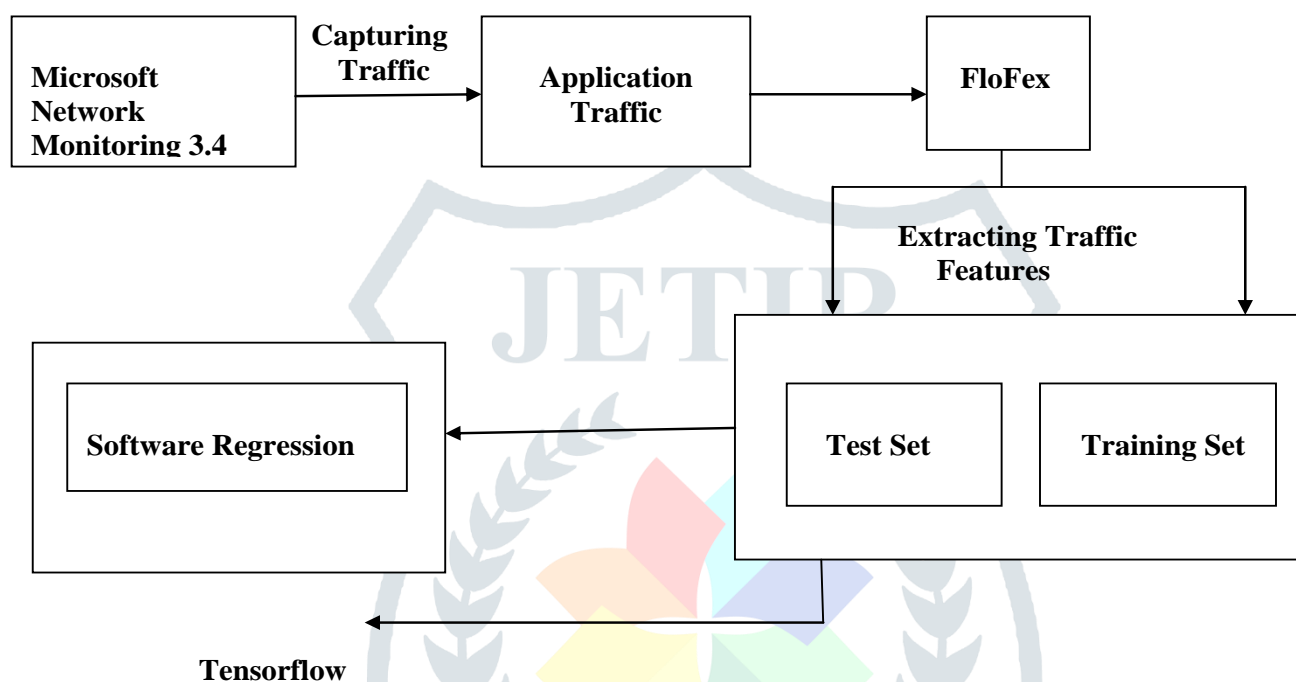 Capturing
Traffic
Microsoft
Network
Monitoring 3.4
Application
Traffic
FloFex
Extracting Traffic
Features
JETIR
Software Regression
Test Set
Training Set
Tensorflow